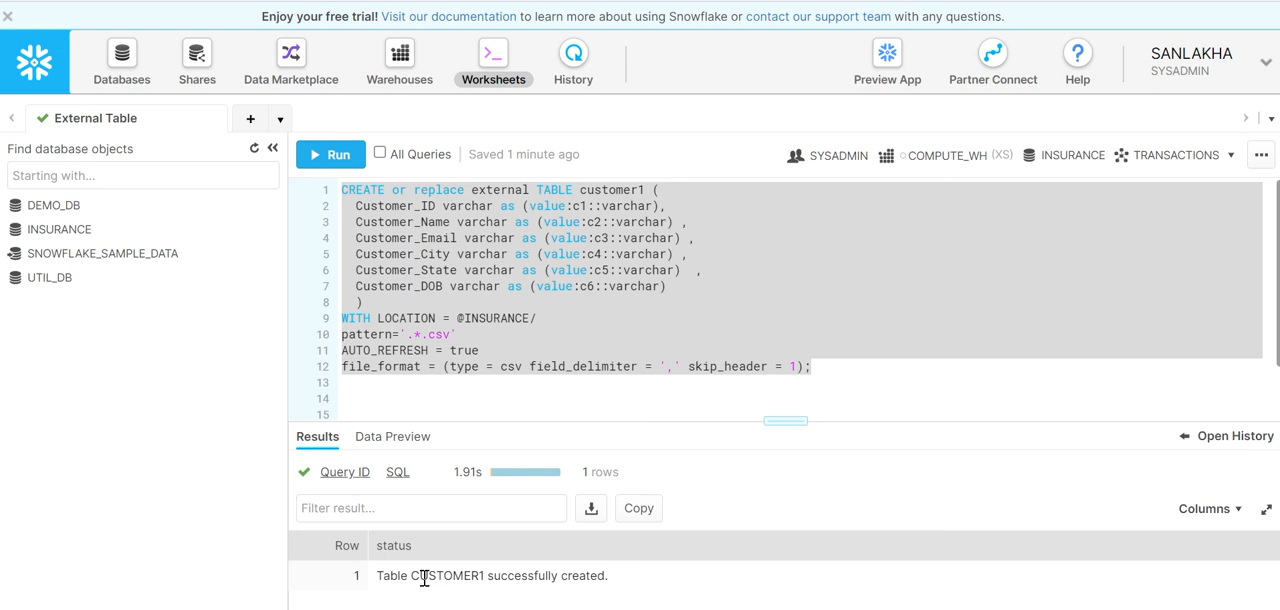 Enjoy your free trial! Visit our documentation to learn more about using Snowflake or contact our support team with any questions.
Databases Shares Data Marketplace Warehouses Worksheets History Preview App Partner Connect Help SANLAKHA
SYSADMIN
External Table
Find database objects
Starting with...
DEMO_DB
INSURANCE
SNOWFLAKE_SAMPLE_DATA
UTIL_DB
Run All Queries Saved 1 minute ago SYSADMIN COMPUTE_WH (XS) INSURANCE TRANSACTIONS
1 CREATE or replace external TABLE customer1 (
2 Customer_ID varchar as (value:c1::varchar),
3 Customer_Name varchar as (value:c2::varchar) ,
4 Customer_Email varchar as (value:c3::varchar) ,
5 Customer_City varchar as (value:c4::varchar) ,
6 Customer_State varchar as (value:c5::varchar)  ,
7 Customer_DOB varchar as (value:c6::varchar)
8 )
9 WITH LOCATION = @INSURANCE/
10 pattern='.*.csv'
11 AUTO_REFRESH = true
12 file_format = (type = csv field_delimiter = ',' skip_header = 1);
13
14
15
Results Data Preview Open History
Query ID SQL 1.91s 1 rows
Filter result... Copy Columns
Row status
1 Table CUSTOMER1 successfully created.